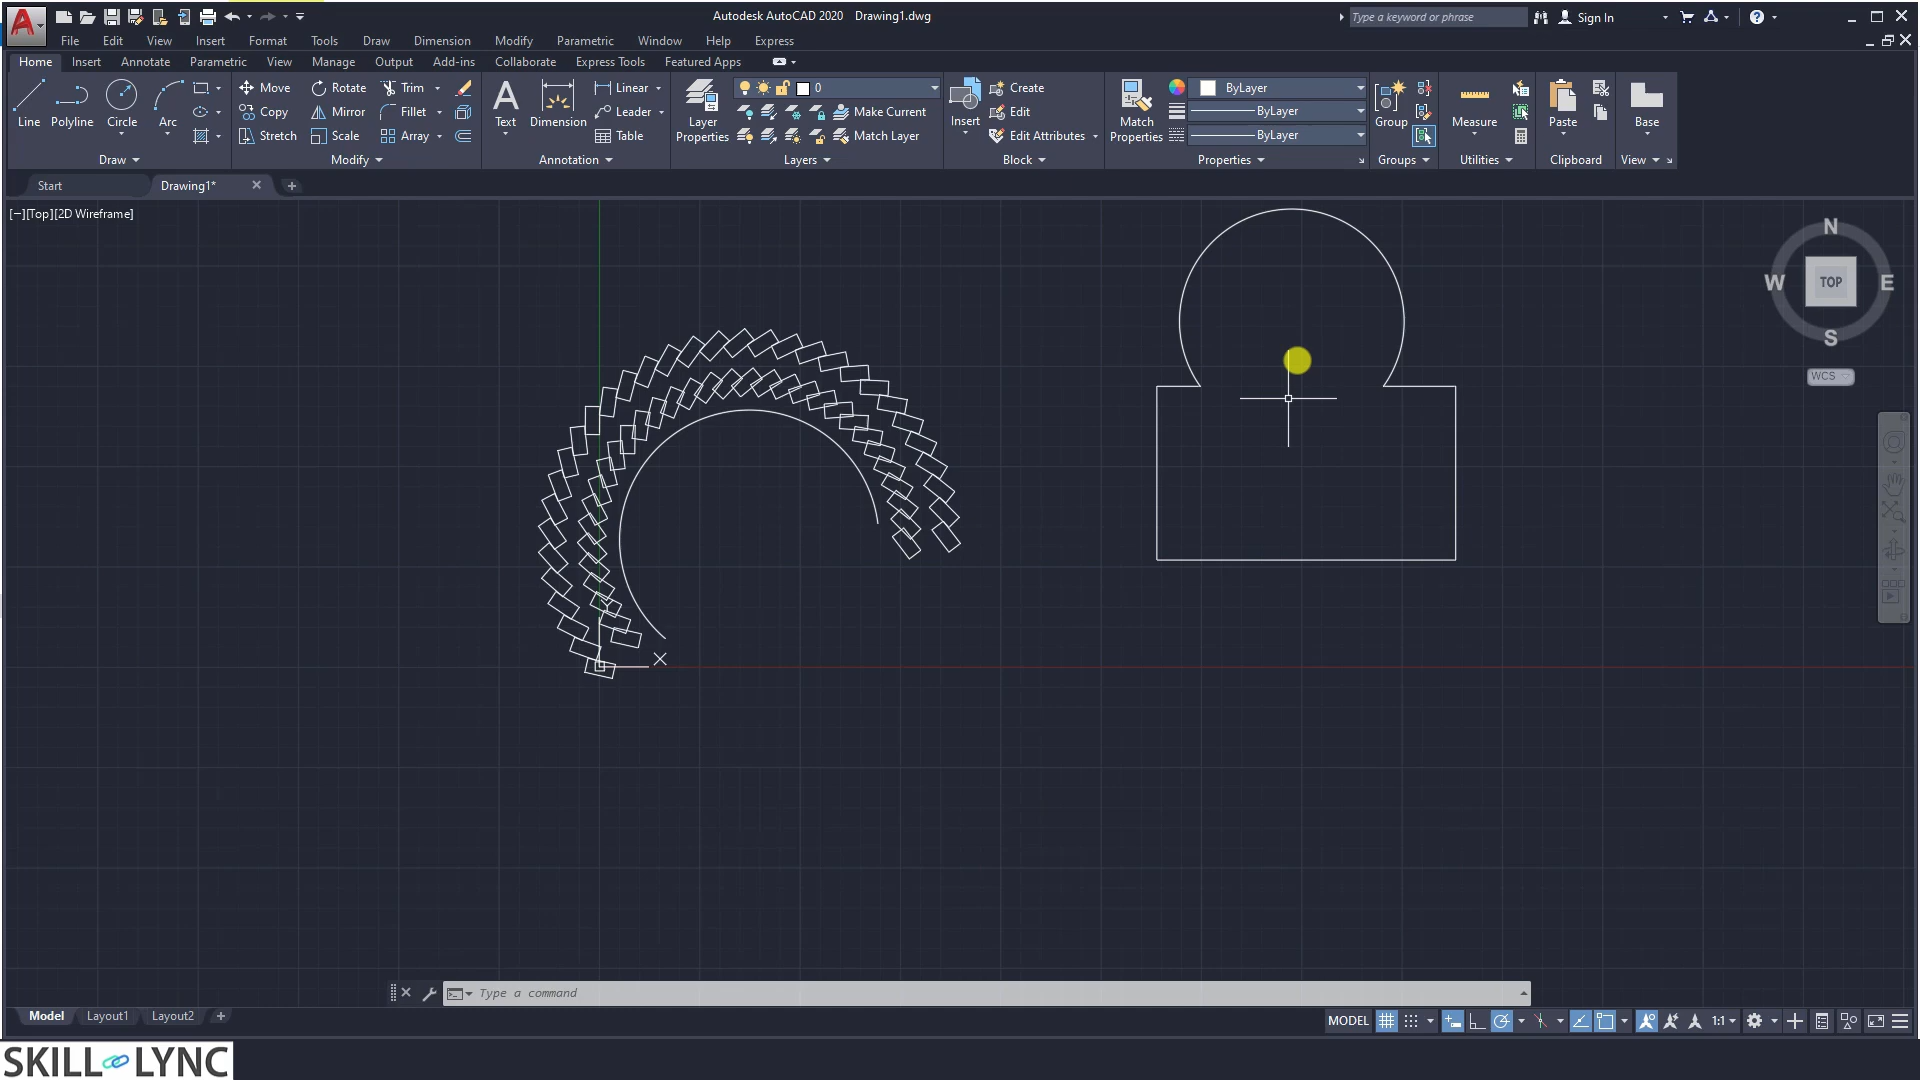 Autodesk AutoCAD 2020 Drawing1.dwg
Type a keyword or phrase
Sign In
File Edit View Insert Format Tools Draw Dimension Modify Parametric Window Help Express
Home Insert Annotate Parametric View Manage Output Add-ins Collaborate Express Tools Featured Apps
Line Polyline Circle Arc
Draw
Move Rotate Trim
Copy Mirror Fillet
Stretch Scale Array
Modify
Text Dimension
Linear
Leader
Table
Annotation
Layer Properties
0
Make Current
Match Layer
Layers
Insert
Create
Edit
Edit Attributes
Block
Match Properties
ByLayer
ByLayer
ByLayer
Properties
Group
Groups
Measure
Utilities
Paste
Clipboard
Base
View
Start Drawing1*
[−][Top][2D Wireframe]
N
W TOP E
S
WCS
Type a command
Model Layout1 Layout2
MODEL 1:1
SKILL LYNC